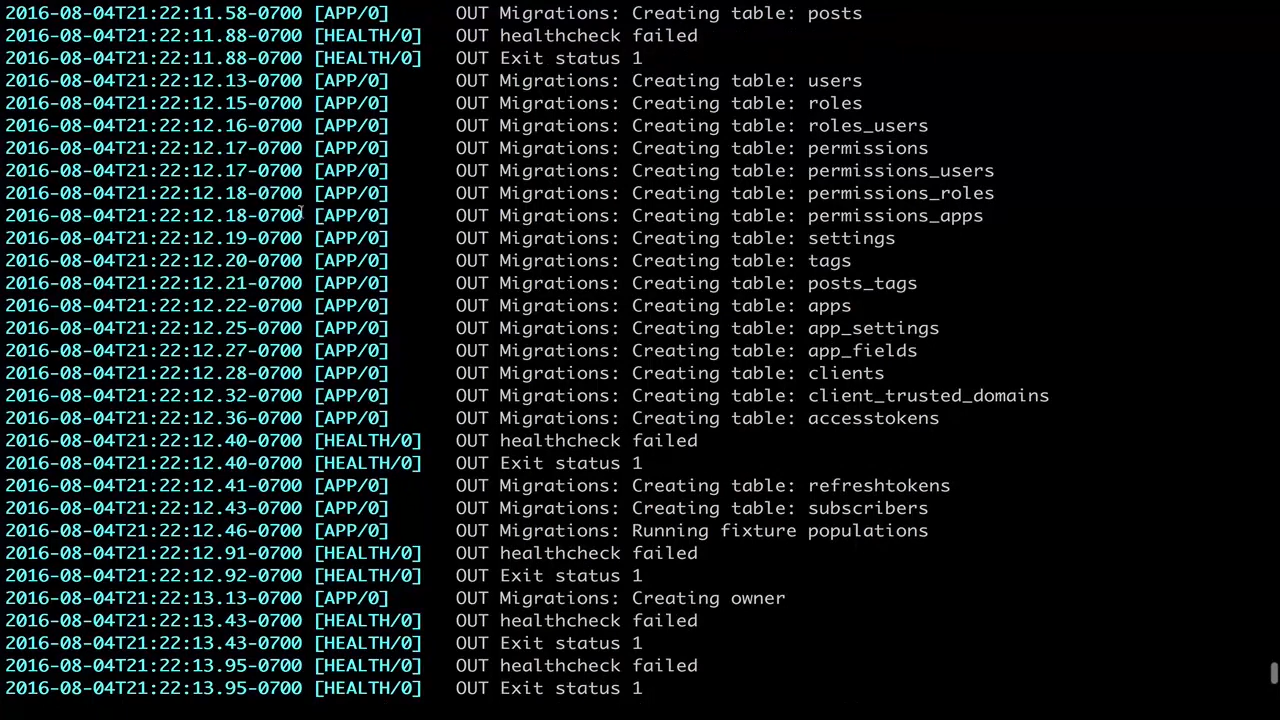 2016-08-04T21:22:11.58-0700 [APP/0]      OUT Migrations: Creating table: posts
2016-08-04T21:22:11.88-0700 [HEALTH/0]   OUT healthcheck failed
2016-08-04T21:22:11.88-0700 [HEALTH/0]   OUT Exit status 1
2016-08-04T21:22:12.13-0700 [APP/0]      OUT Migrations: Creating table: users
2016-08-04T21:22:12.15-0700 [APP/0]      OUT Migrations: Creating table: roles
2016-08-04T21:22:12.16-0700 [APP/0]      OUT Migrations: Creating table: roles_users
2016-08-04T21:22:12.17-0700 [APP/0]      OUT Migrations: Creating table: permissions
2016-08-04T21:22:12.17-0700 [APP/0]      OUT Migrations: Creating table: permissions_users
2016-08-04T21:22:12.18-0700 [APP/0]      OUT Migrations: Creating table: permissions_roles
2016-08-04T21:22:12.18-0700 [APP/0]      OUT Migrations: Creating table: permissions_apps
2016-08-04T21:22:12.19-0700 [APP/0]      OUT Migrations: Creating table: settings
2016-08-04T21:22:12.20-0700 [APP/0]      OUT Migrations: Creating table: tags
2016-08-04T21:22:12.21-0700 [APP/0]      OUT Migrations: Creating table: posts_tags
2016-08-04T21:22:12.22-0700 [APP/0]      OUT Migrations: Creating table: apps
2016-08-04T21:22:12.25-0700 [APP/0]      OUT Migrations: Creating table: app_settings
2016-08-04T21:22:12.27-0700 [APP/0]      OUT Migrations: Creating table: app_fields
2016-08-04T21:22:12.28-0700 [APP/0]      OUT Migrations: Creating table: clients
2016-08-04T21:22:12.32-0700 [APP/0]      OUT Migrations: Creating table: client_trusted_domains
2016-08-04T21:22:12.36-0700 [APP/0]      OUT Migrations: Creating table: accesstokens
2016-08-04T21:22:12.40-0700 [HEALTH/0]   OUT healthcheck failed
2016-08-04T21:22:12.40-0700 [HEALTH/0]   OUT Exit status 1
2016-08-04T21:22:12.41-0700 [APP/0]      OUT Migrations: Creating table: refreshtokens
2016-08-04T21:22:12.43-0700 [APP/0]      OUT Migrations: Creating table: subscribers
2016-08-04T21:22:12.46-0700 [APP/0]      OUT Migrations: Running fixture populations
2016-08-04T21:22:12.91-0700 [HEALTH/0]   OUT healthcheck failed
2016-08-04T21:22:12.92-0700 [HEALTH/0]   OUT Exit status 1
2016-08-04T21:22:13.13-0700 [APP/0]      OUT Migrations: Creating owner
2016-08-04T21:22:13.43-0700 [HEALTH/0]   OUT healthcheck failed
2016-08-04T21:22:13.43-0700 [HEALTH/0]   OUT Exit status 1
2016-08-04T21:22:13.95-0700 [HEALTH/0]   OUT healthcheck failed
2016-08-04T21:22:13.95-0700 [HEALTH/0]   OUT Exit status 1